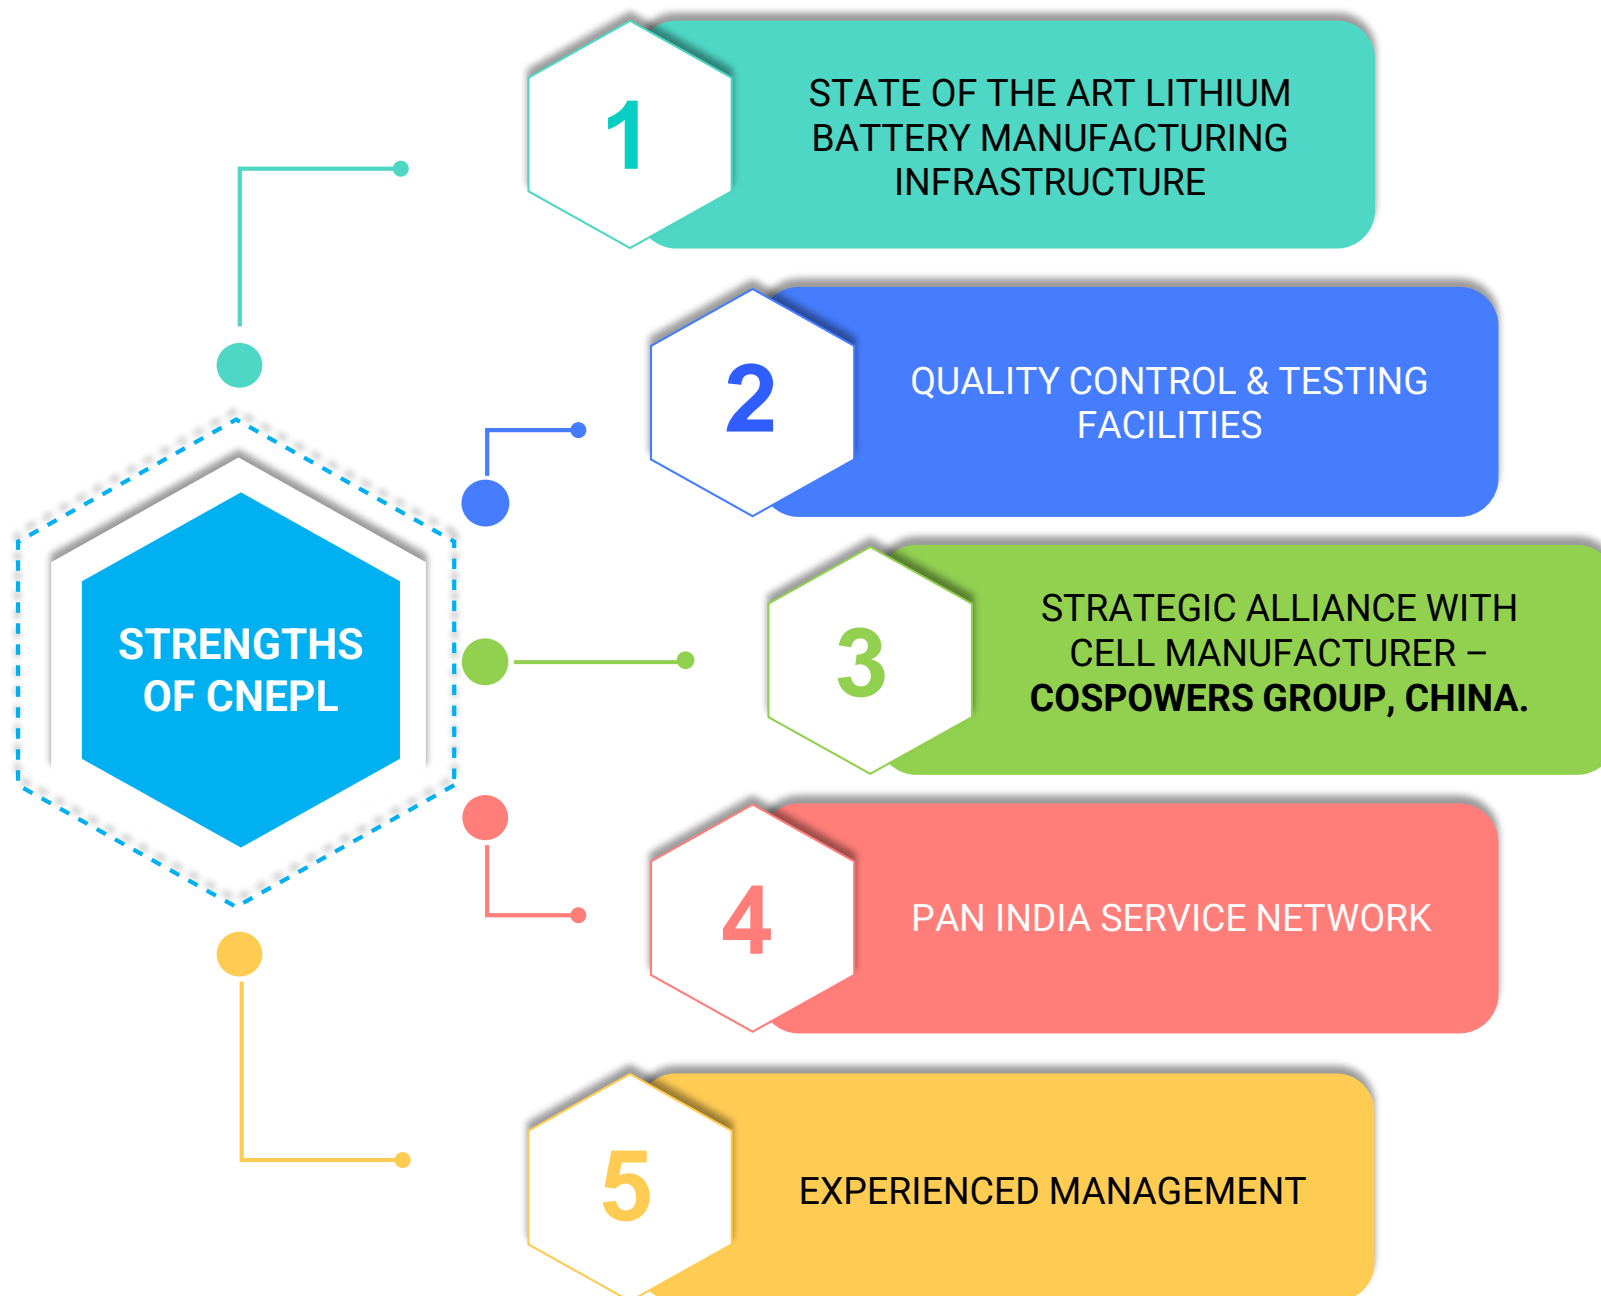 STRENGTHS
OF CNEPL
1
STATE OF THE ART LITHIUM
BATTERY MANUFACTURING
INFRASTRUCTURE
2
QUALITY CONTROL & TESTING
FACILITIES
3
STRATEGIC ALLIANCE WITH
CELL MANUFACTURER –
COSPOWERS GROUP, CHINA.
4
PAN INDIA SERVICE NETWORK
5
EXPERIENCED MANAGEMENT